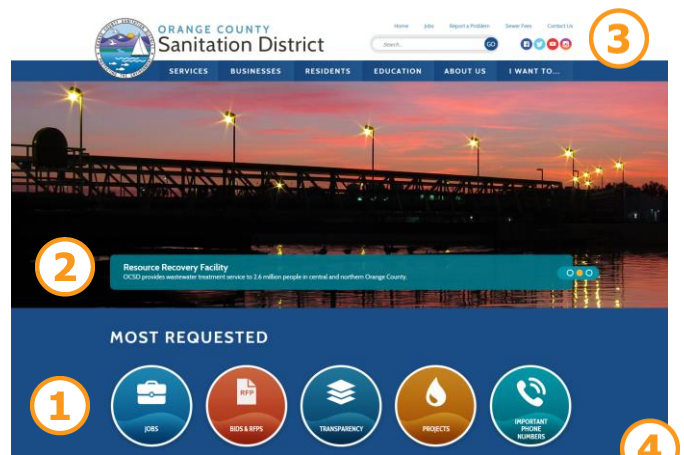 ORANGE COUNTY
Sanitation District
Home Jobs Report a Problem Sewer Fees Contact Us
Search... GO
3
SERVICES BUSINESSES RESIDENTS EDUCATION ABOUT US I WANT TO...
2
Resource Recovery Facility
OCSD provides wastewater treatment service to 2.6 million people in central and northern Orange County.
MOST REQUESTED
1
RFP
JOBS
BIDS & RFPS
TRANSPARENCY
PROJECTS
IMPORTANT
PHONE
NUMBERS
4